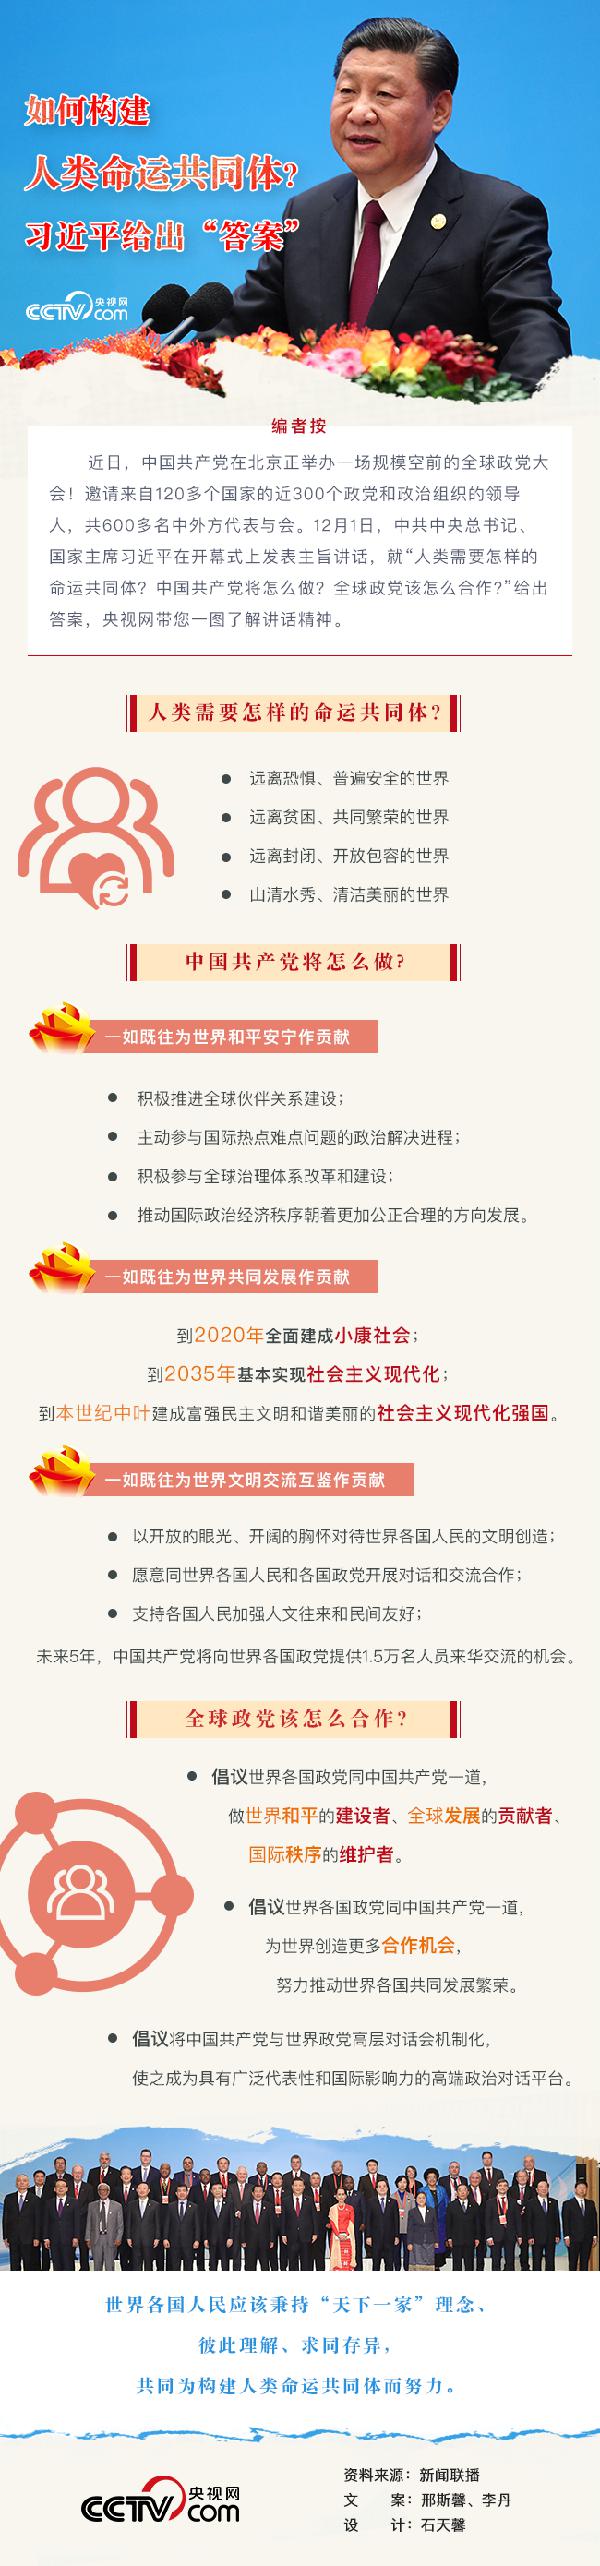 如何构建
人类命运共同体?
习近平给出“答案”
CCTV 央视网
com
编者按
近日，中国共产党在北京正举办一场规模空前的全球政党大
会！邀请来自120多个国家的近300个政党和政治组织的领导
人，共600多名中外方代表与会。12月1日，中共中央总书记、
国家主席习近平在开幕式上发表主旨讲话，就“人类需要怎样的
命运共同体？中国共产党将怎么做？全球政党该怎么合作?”给出
答案，央视网带您一图了解讲话精神。
人类需要怎样的命运共同体?
● 远离恐惧、普遍安全的世界
● 远离贫困、共同繁荣的世界
● 远离封闭、开放包容的世界
● 山清水秀、清洁美丽的世界
中国共产党将怎么做?
一如既往为世界和平安宁作贡献
● 积极推进全球伙伴关系建设；
● 主动参与国际热点难点问题的政治解决进程；
● 积极参与全球治理体系改革和建设；
● 推动国际政治经济秩序朝着更加公正合理的方向发展。
一如既往为世界共同发展作贡献
到2020年全面建成小康社会；
到2035年基本实现社会主义现代化；
到本世纪中叶建成富强民主文明和谐美丽的社会主义现代化强国。
一如既往为世界文明交流互鉴作贡献
● 以开放的眼光、开阔的胸怀对待世界各国人民的文明创造；
● 愿意同世界各国人民和各国政党开展对话和交流合作；
● 支持各国人民加强人文往来和民间友好；
未来5年，中国共产党将向世界各国政党提供1.5万名人员来华交流的机会。
全球政党该怎么合作?
● 倡议世界各国政党同中国共产党一道，
做世界和平的建设者、全球发展的贡献者、
国际秩序的维护者。
● 倡议世界各国政党同中国共产党一道，
为世界创造更多合作机会，
努力推动世界各国共同发展繁荣。
● 倡议将中国共产党与世界政党高层对话会机制化，
使之成为具有广泛代表性和国际影响力的高端政治对话平台。
世界各国人民应该秉持“天下一家”理念、
彼此理解、求同存异，
共同为构建人类命运共同体而努力。
CCTV 央视网
com
资料来源：新闻联播
文 案：邢斯馨、李丹
设 计：石天馨